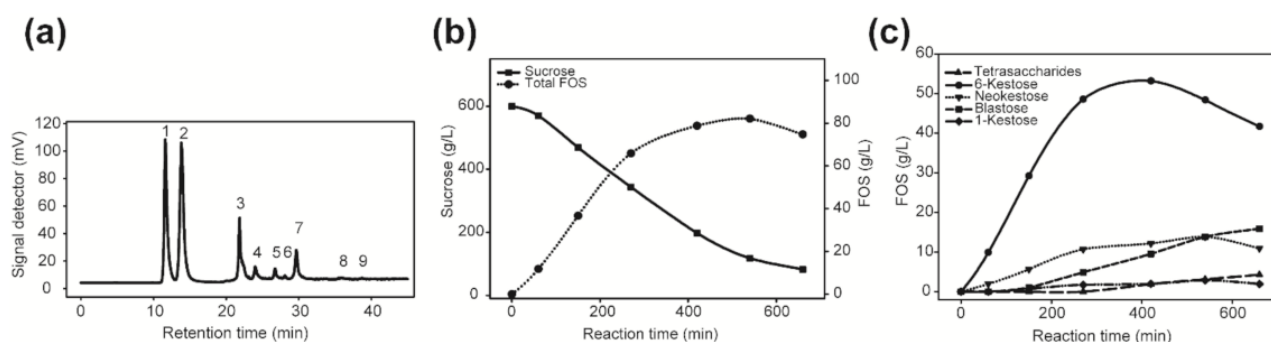 (a)
Signal detector (mV)
120
100
80
60
40
20
0
1 2
3
4
5 6
7
8 9
0 10 20 30 40
Retention time (min)
(b)
Sucrose
Total FOS
Sucrose (g/L)
600
400
200
0
100
80
60
40
20
0
FOS (g/L)
0 200 400 600
Reaction time (min)
(c)
Tetrasaccharides
6-Kestose
Neokestose
Blastose
1-Kestose
FOS (g/L)
60
50
40
30
20
10
0
0 200 400 600
Reaction time (min)